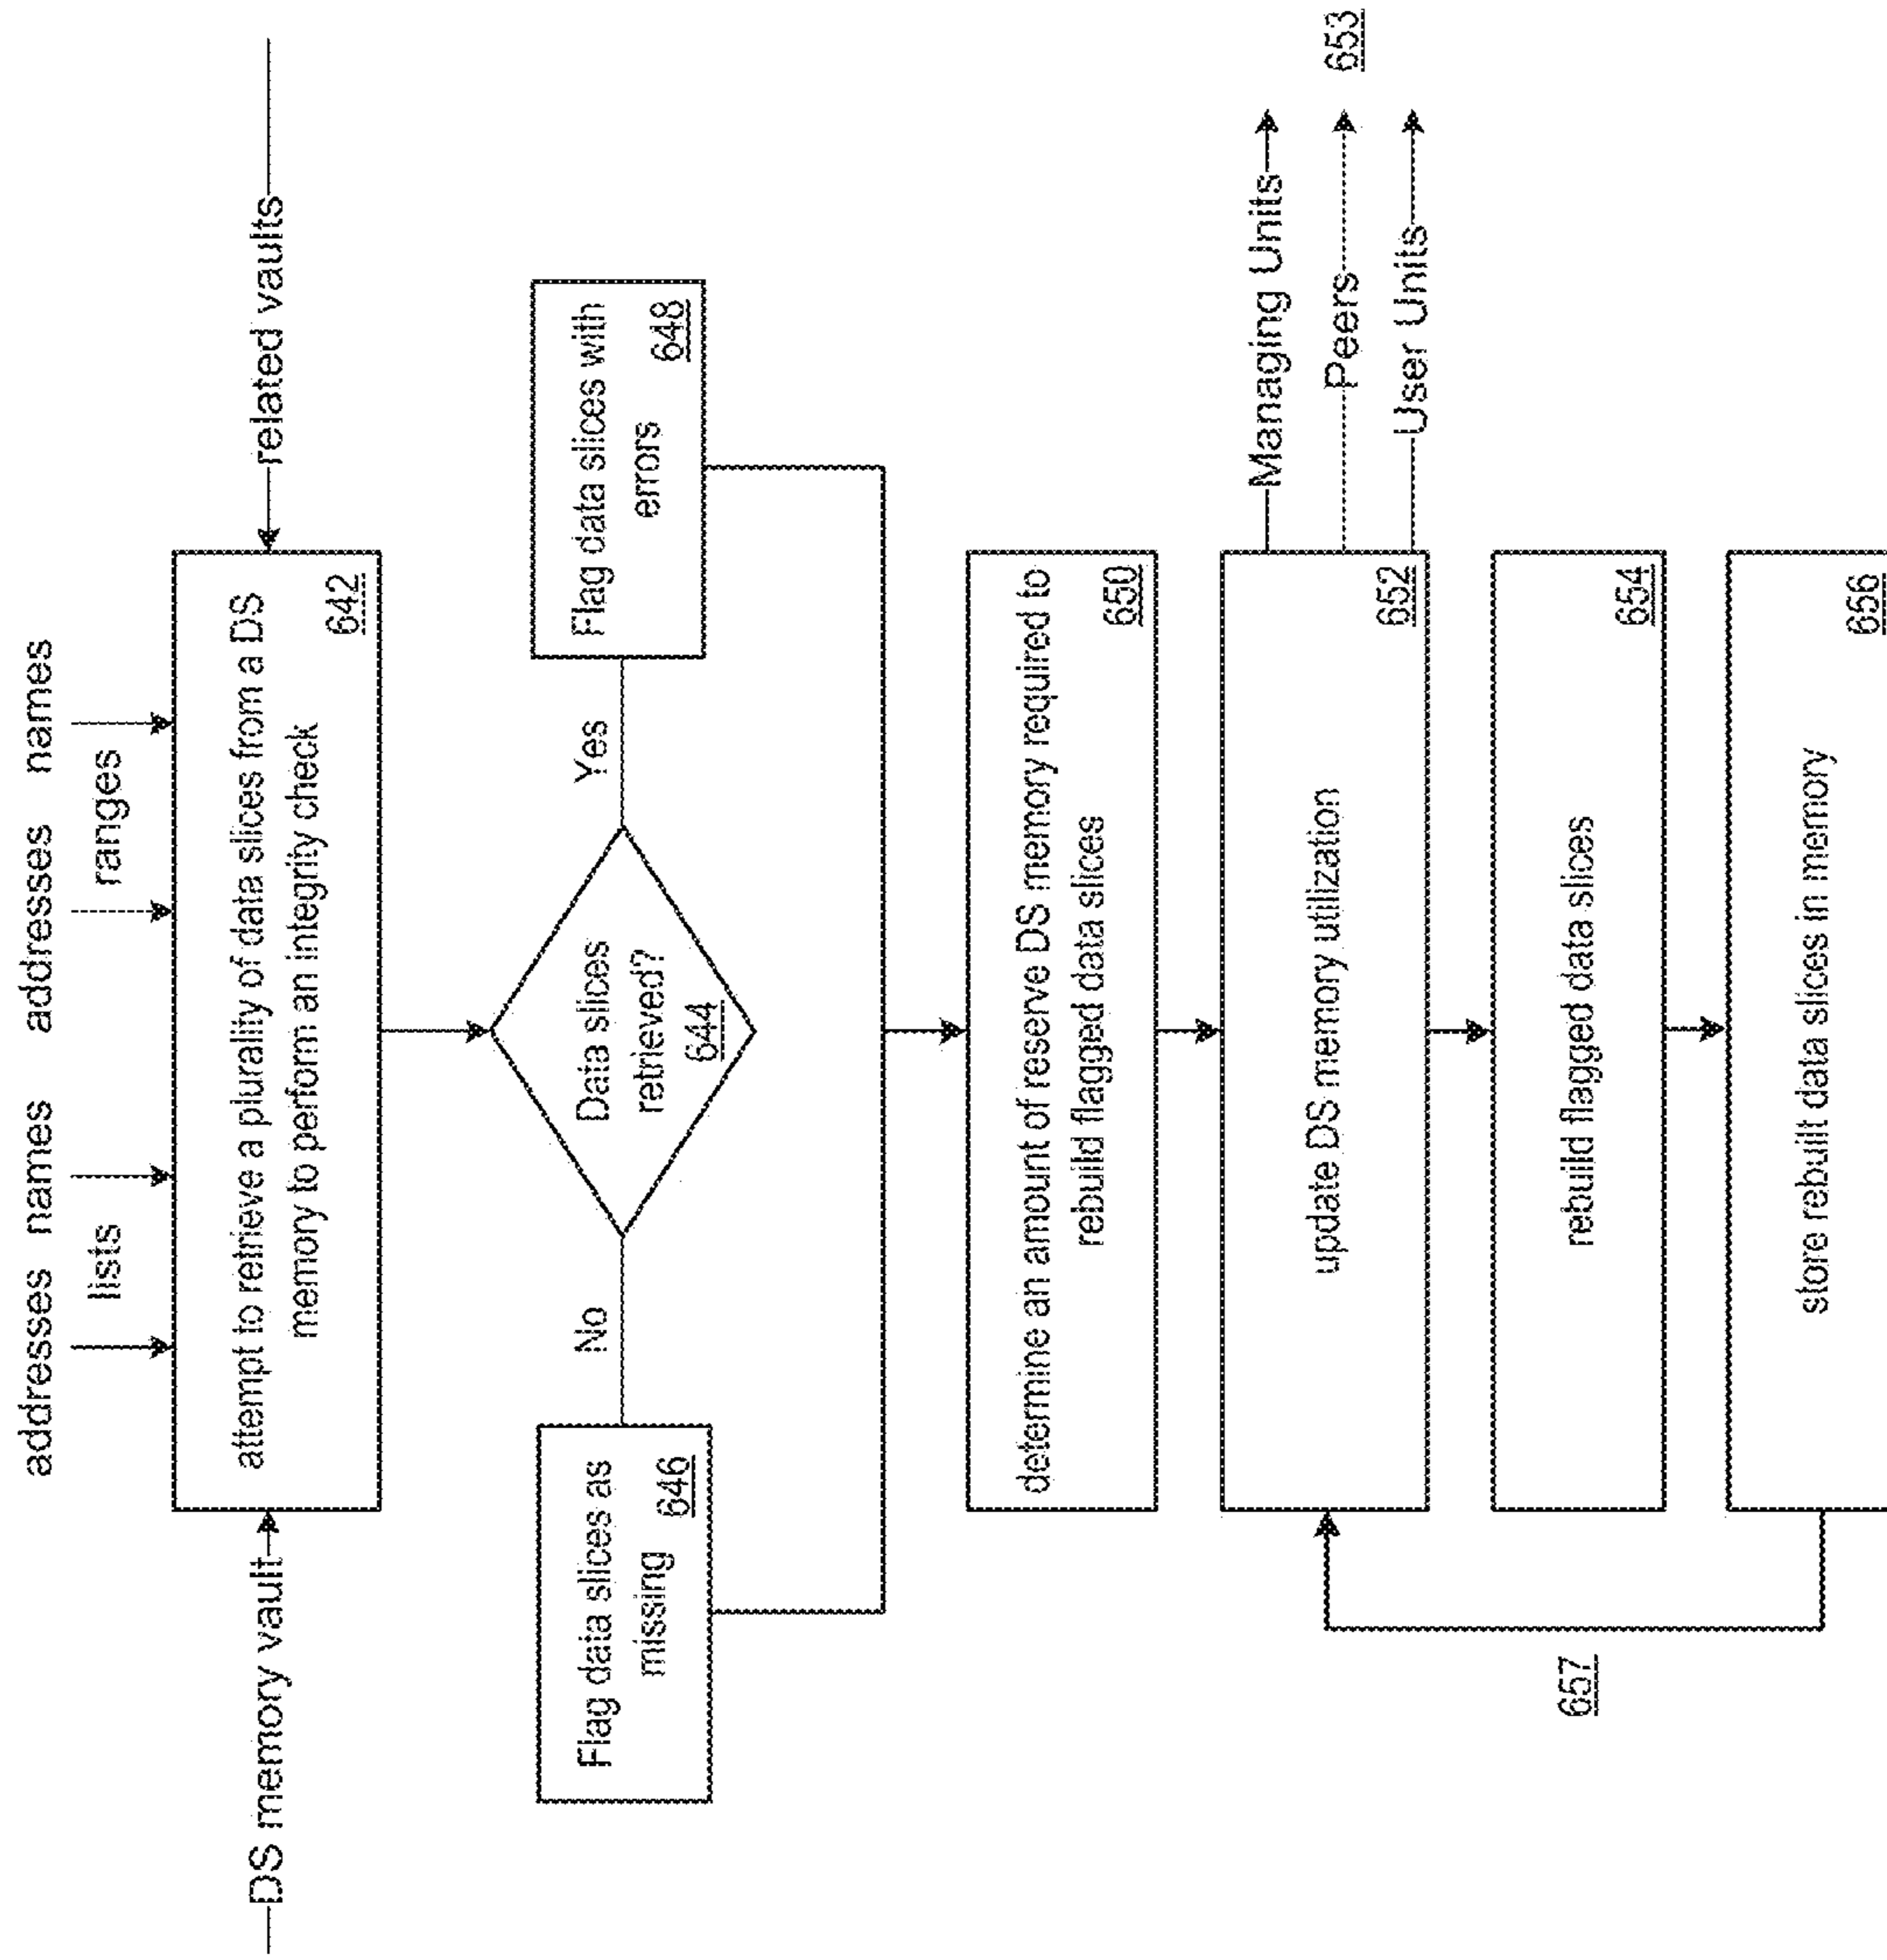 addresses names addresses names
lists ranges
DS memory vault
related vaults
attempt to retrieve a plurality of data slices from a DS
memory to perform an integrity check
642
Data slices
retrieved?
644
No
Yes
Flag data slices as
missing
646
Flag data slices with
errors
648
determine an amount of reserve DS memory required to
rebuild flagged data slices
650
update DS memory utilization
652
Managing Units
Peers
User Units
653
rebuild flagged data slices
654
store rebuilt data slices in memory
656
657